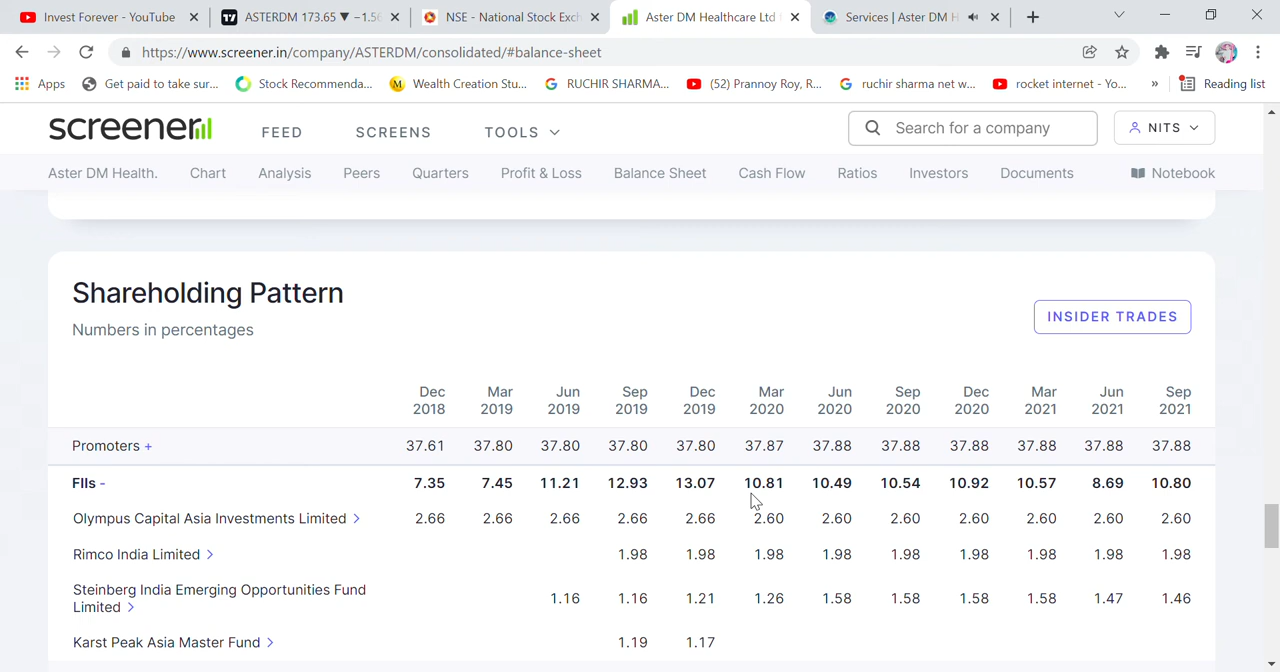 Invest Forever - YouTube
ASTERDM 173.65 ▼ −1.56
NSE - National Stock Exch
Aster DM Healthcare Ltd
Services | Aster DM H
https://www.screener.in/company/ASTERDM/consolidated/#balance-sheet
Apps Get paid to take sur... Stock Recommenda... M Wealth Creation Stu... G RUCHIR SHARMA... (52) Prannoy Roy, R... G ruchir sharma net w... rocket internet - Yo... » Reading list
screener FEED SCREENS TOOLS Search for a company NITS
Aster DM Health. Chart Analysis Peers Quarters Profit & Loss Balance Sheet Cash Flow Ratios Investors Documents Notebook
Shareholding Pattern
Numbers in percentages
INSIDER TRADES
Dec 2018 Mar 2019 Jun 2019 Sep 2019 Dec 2019 Mar 2020 Jun 2020 Sep 2020 Dec 2020 Mar 2021 Jun 2021 Sep 2021
Promoters + 37.61 37.80 37.80 37.80 37.80 37.87 37.88 37.88 37.88 37.88 37.88 37.88
FIIs - 7.35 7.45 11.21 12.93 13.07 10.81 10.49 10.54 10.92 10.57 8.69 10.80
Olympus Capital Asia Investments Limited > 2.66 2.66 2.66 2.66 2.66 2.60 2.60 2.60 2.60 2.60 2.60 2.60
Rimco India Limited > 1.98 1.98 1.98 1.98 1.98 1.98 1.98 1.98 1.98
Steinberg India Emerging Opportunities Fund
Limited > 1.16 1.16 1.21 1.26 1.58 1.58 1.58 1.58 1.47 1.46
Karst Peak Asia Master Fund > 1.19 1.17